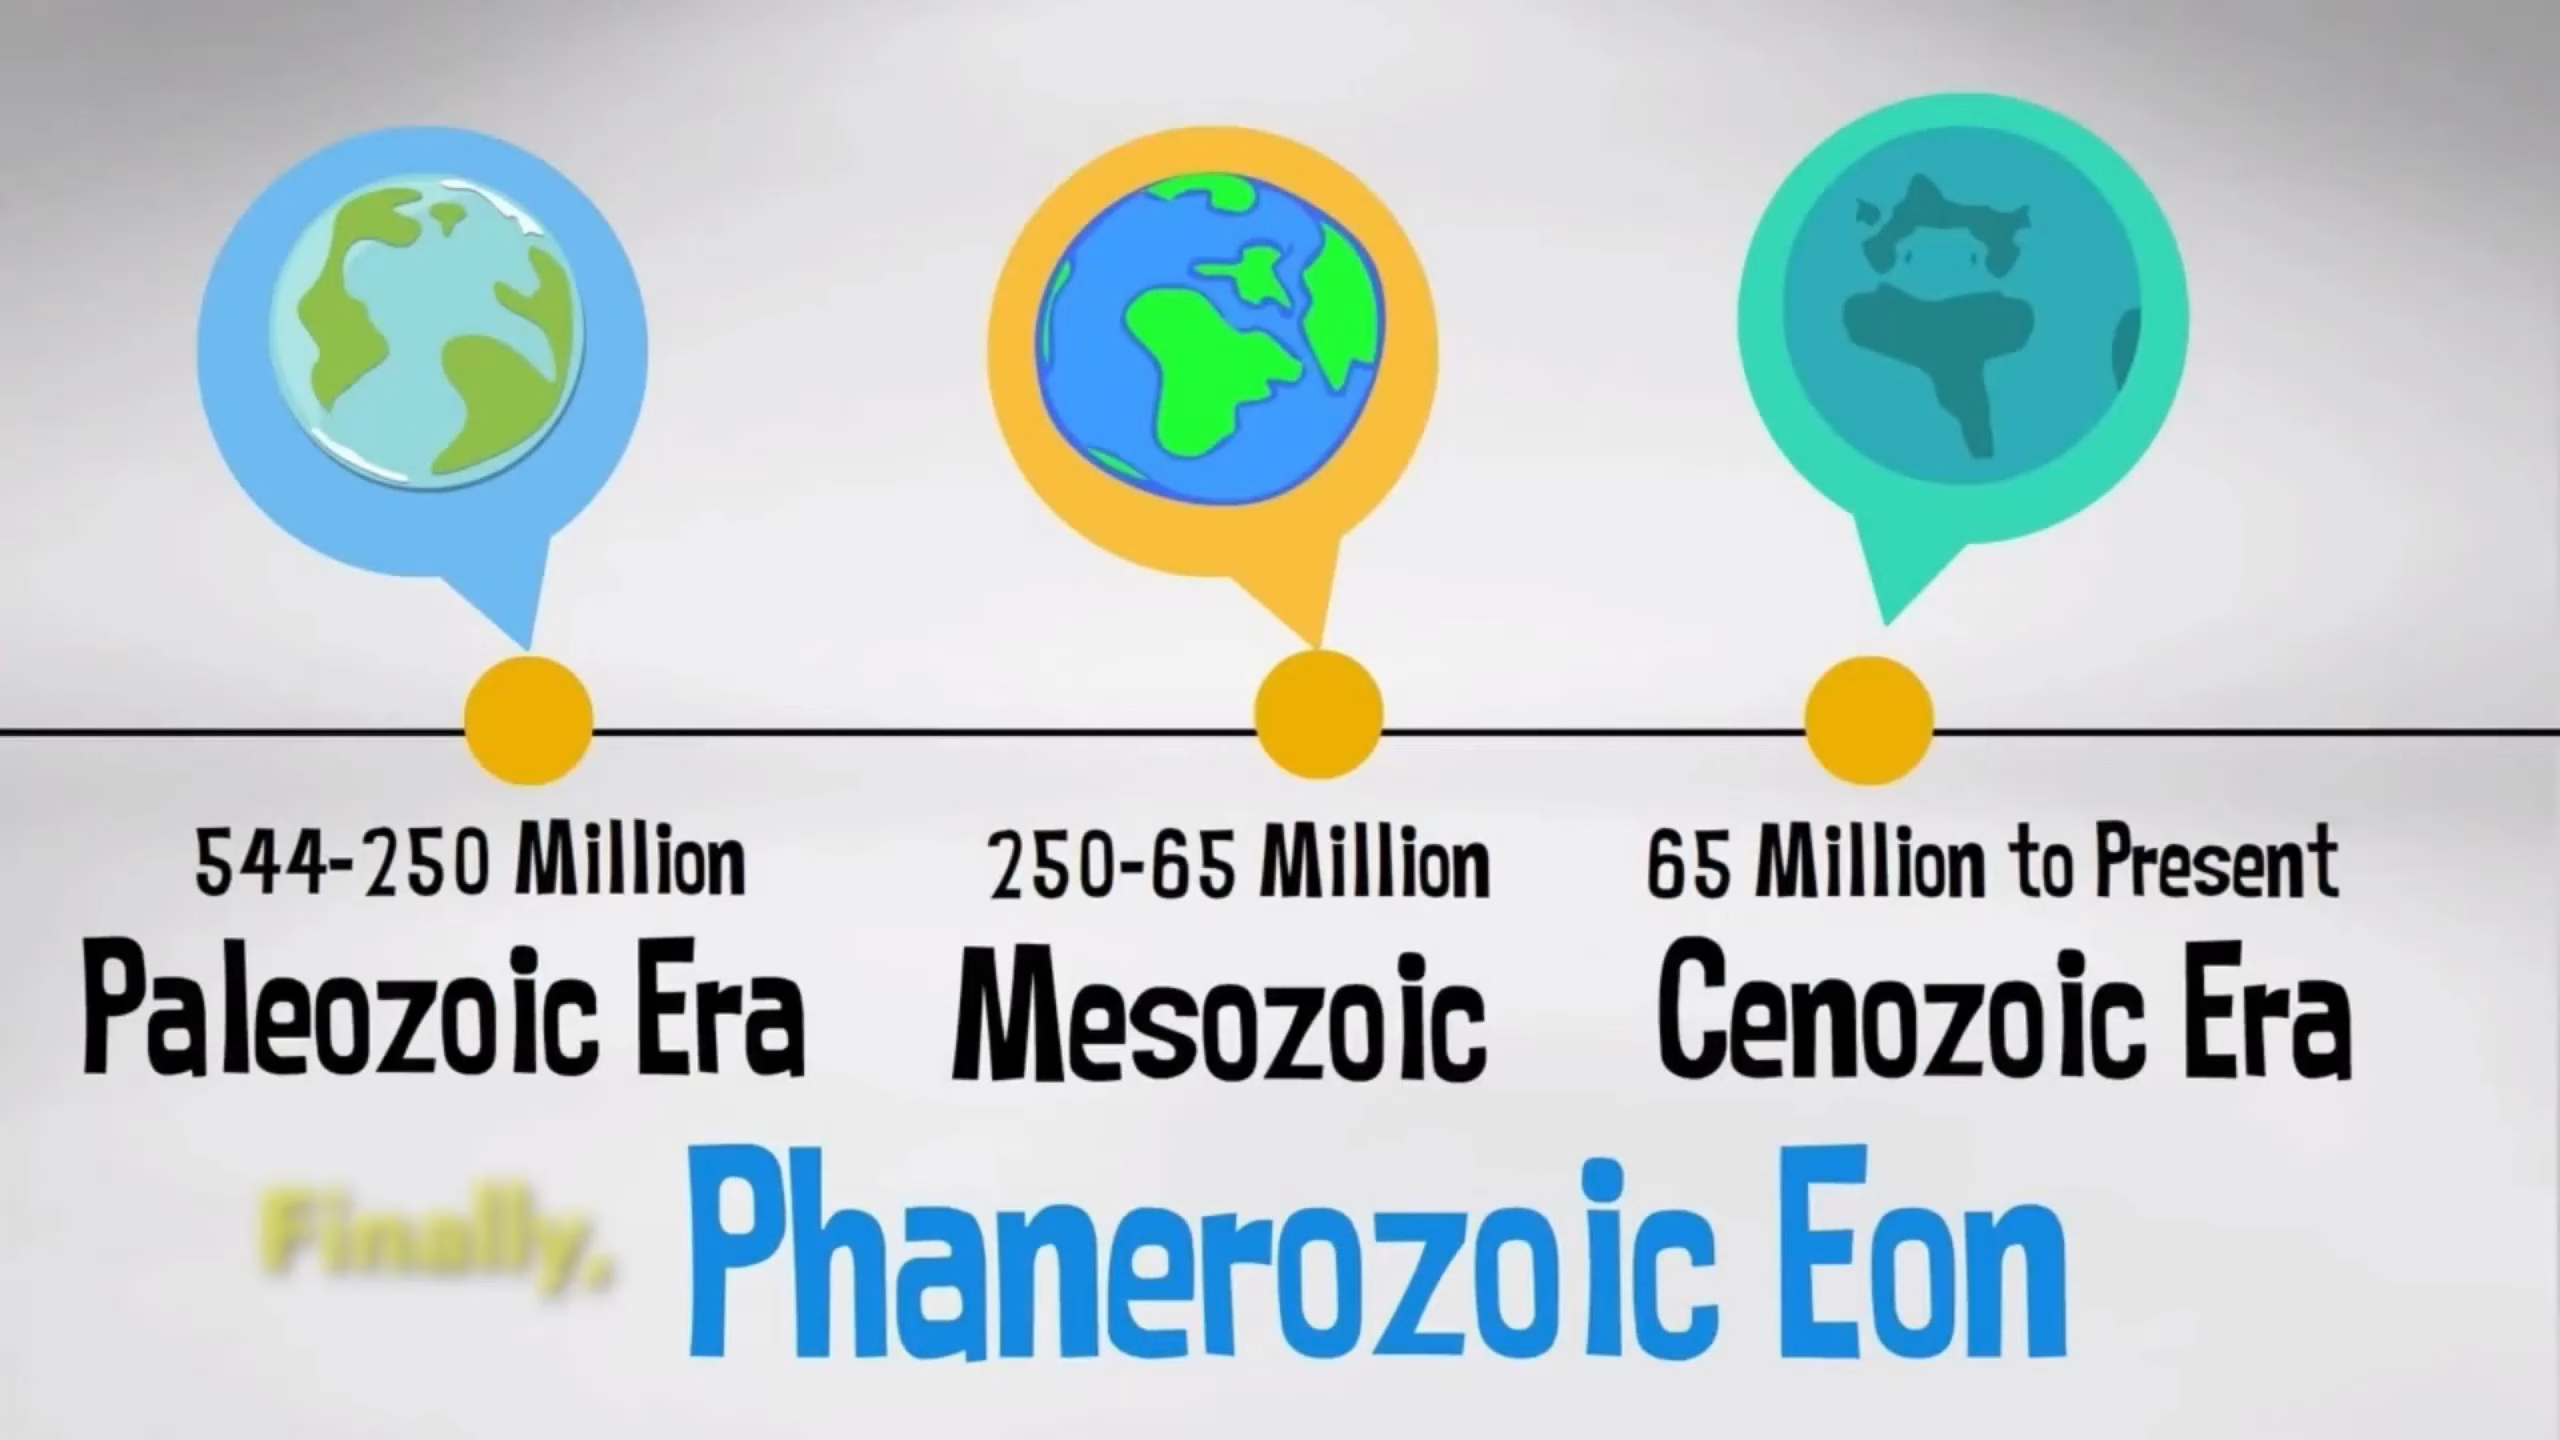 544-250 Million
250-65 Million
65 Million to Present
Paleozoic Era
Mesozoic
Cenozoic Era
Finally,
Phanerozoic Eon